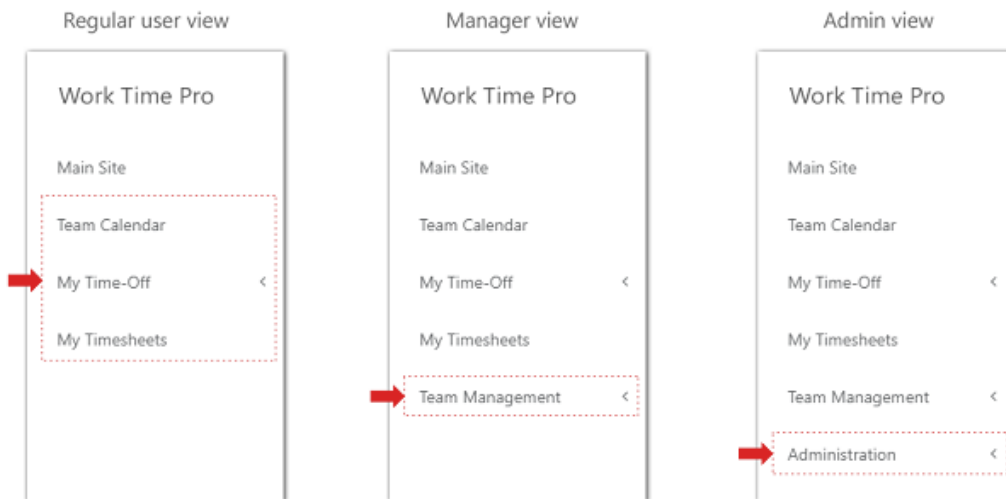 Regular user view
Work Time Pro
Main Site
Team Calendar
My Time-Off
My Timesheets
Manager view
Work Time Pro
Main Site
Team Calendar
My Time-Off
My Timesheets
Team Management
Admin view
Work Time Pro
Main Site
Team Calendar
My Time-Off
My Timesheets
Team Management
Administration